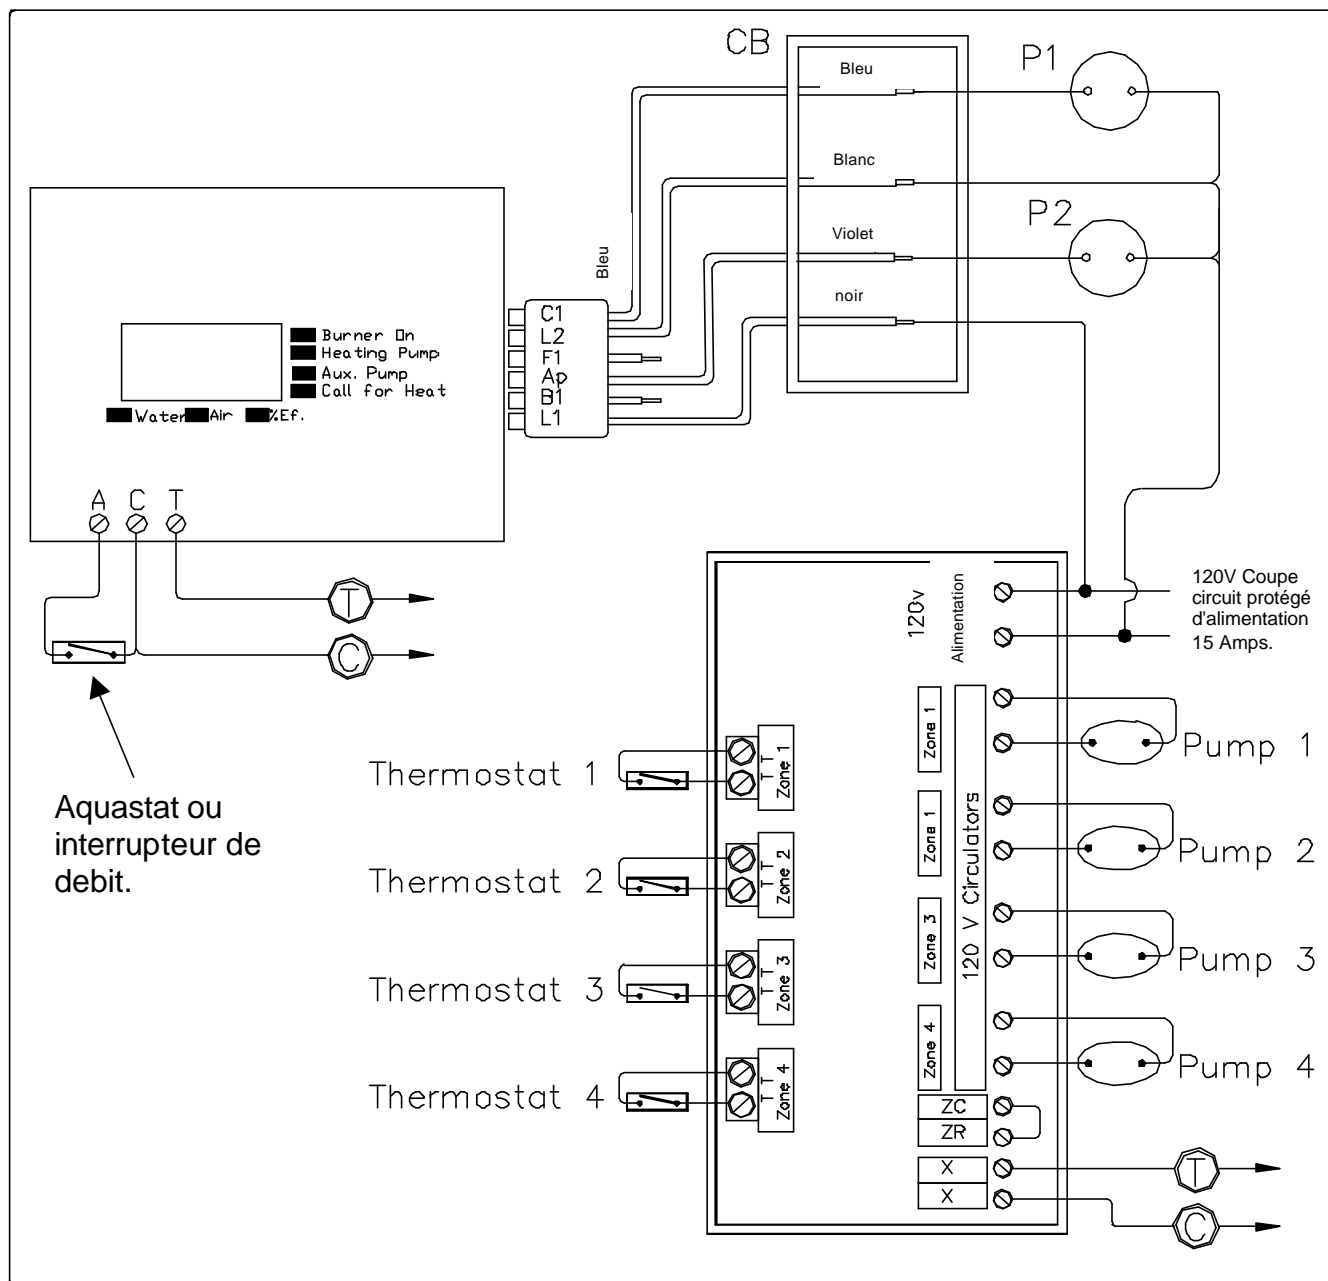 CB
P1
Bleu
Blanc
P2
Violet
Bleu
noir
C1
L2
F1
Ap
B1
L1
Burner On
Heating Pump
Aux. Pump
Call for Heat
Water Air %Ef.
A C T
T
C
Aquastat ou
interrupteur de
debit.
120v
Alimentation
120V Coupe
circuit protégé
d'alimentation
15 Amps.
Thermostat 1
T T
Zone 1
Thermostat 2
T T
Zone 2
Thermostat 3
T T
Zone 3
Thermostat 4
T T
Zone 4
120 V Circulators
Zone 1
Pump 1
Zone 1
Pump 2
Zone 3
Pump 3
Zone 4
Pump 4
ZC
ZR
X
T
X
C